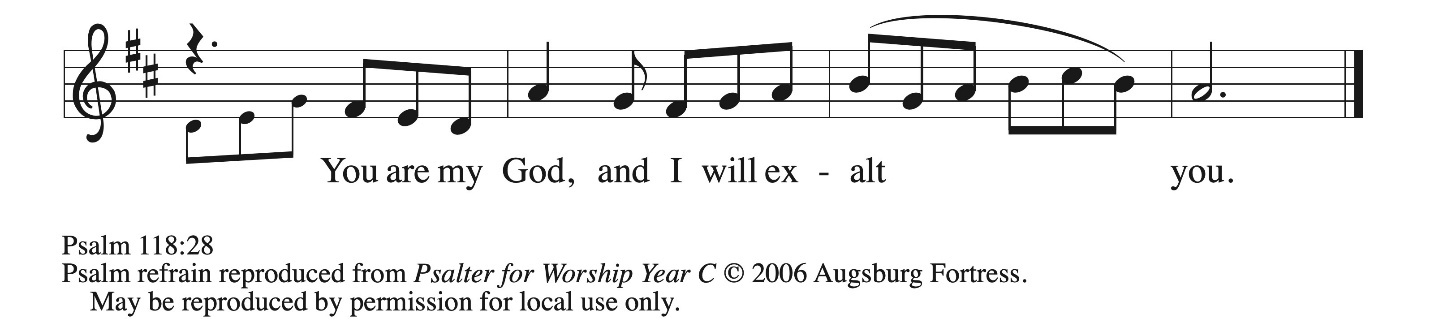 You are my God, and I will ex - alt you.
Psalm 118:28
Psalm refrain reproduced from Psalter for Worship Year C © 2006 Augsburg Fortress.
May be reproduced by permission for local use only.